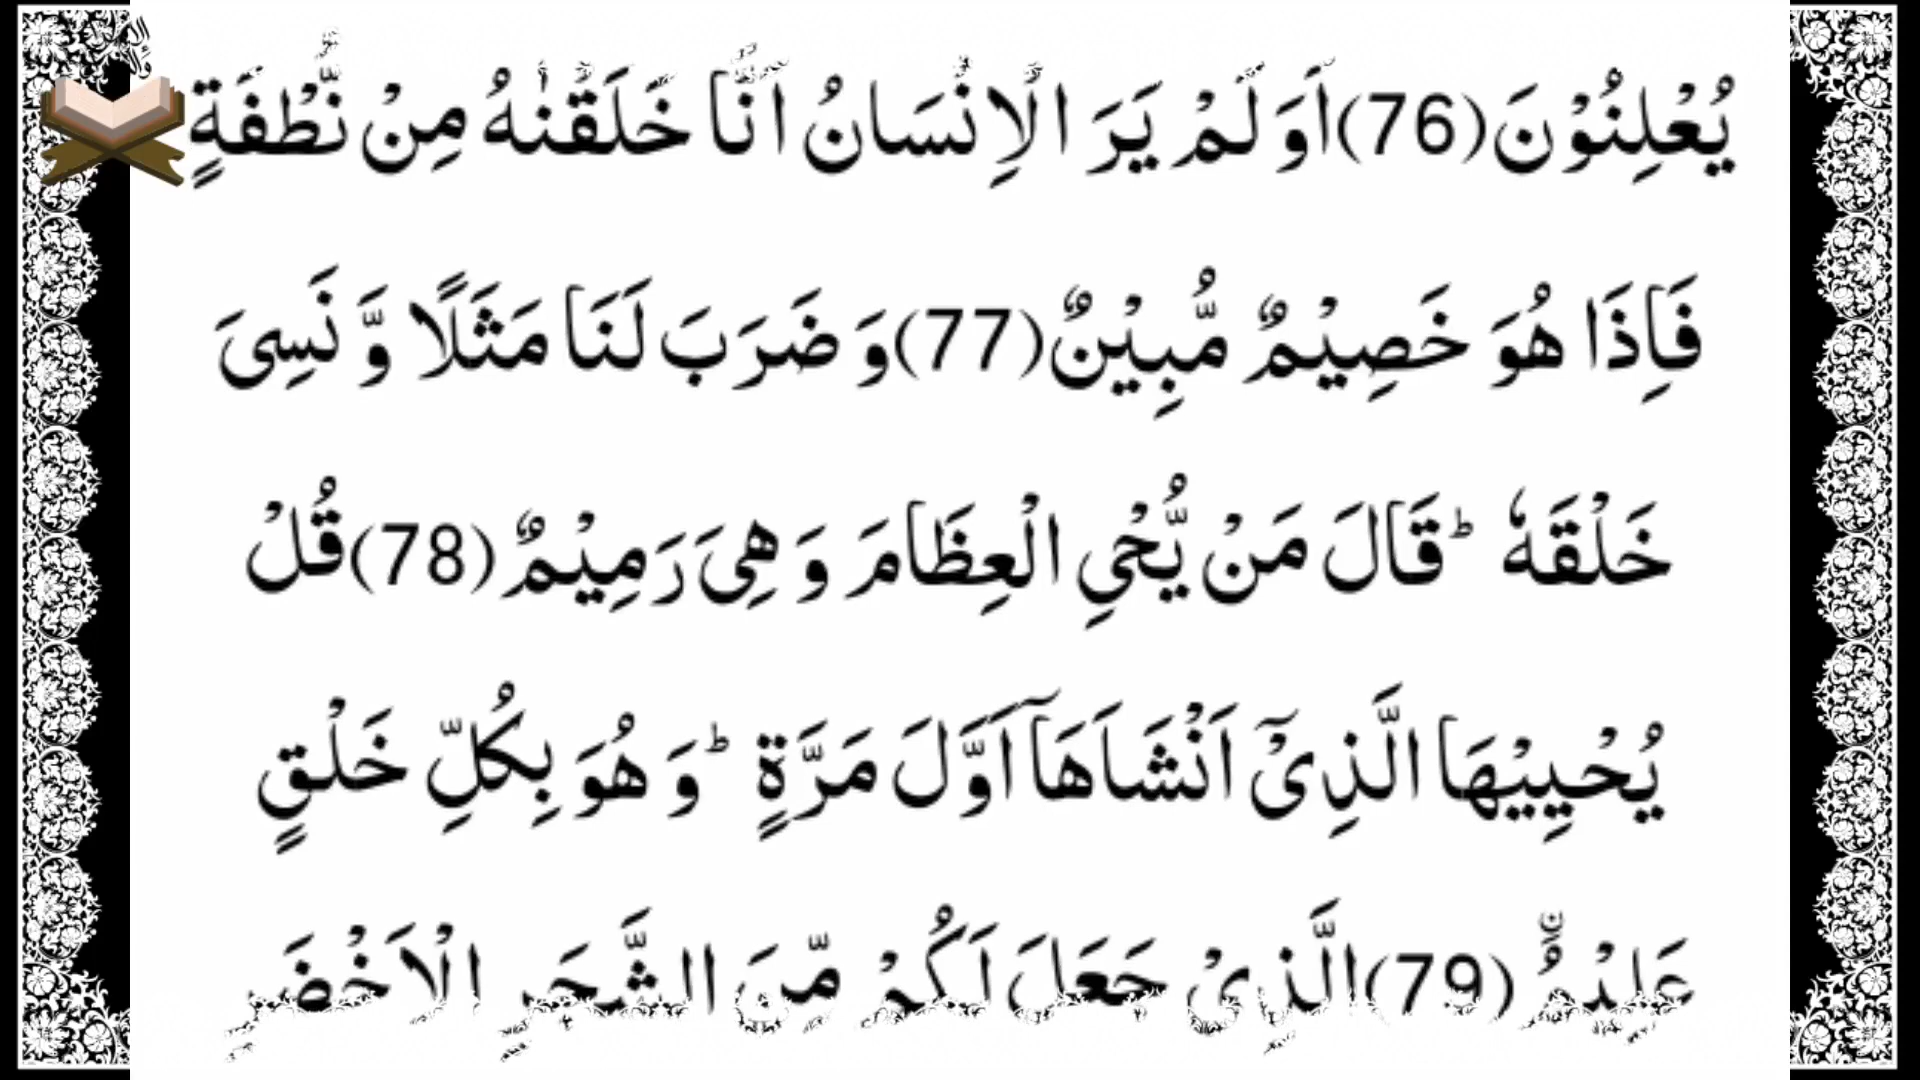 يُعْلِنُوْنَ(76)اَوَ لَمْ یَرَ الْاِنْسَانُ اَنَّا خَلَقْنٰهُ مِنْ نُّطْفَةٍ
فَاِذَا هُوَ خَصِیْمٌ مُّبِیْنٌ(77)وَ ضَرَبَ لَنَا مَثَلًا وَّ نَسِیَ
خَلْقَهٗ ؕ قَالَ مَنْ یُّحْیِ الْعِظَامَ وَ هِیَ رَمِیْمٌ(78)قُلْ
یُحْیِیْهَا الَّذِیْۤ اَنْشَاَهَاۤ اَوَّلَ مَرَّةٍ ؕ وَ هُوَ بِكُلِّ خَلْقٍ
عَلِیْمُۙ(79)الَّذِیْ جَعَلَ لَكُمْ مِّنَ الشَّجَرِ الْاَخْضَرِ